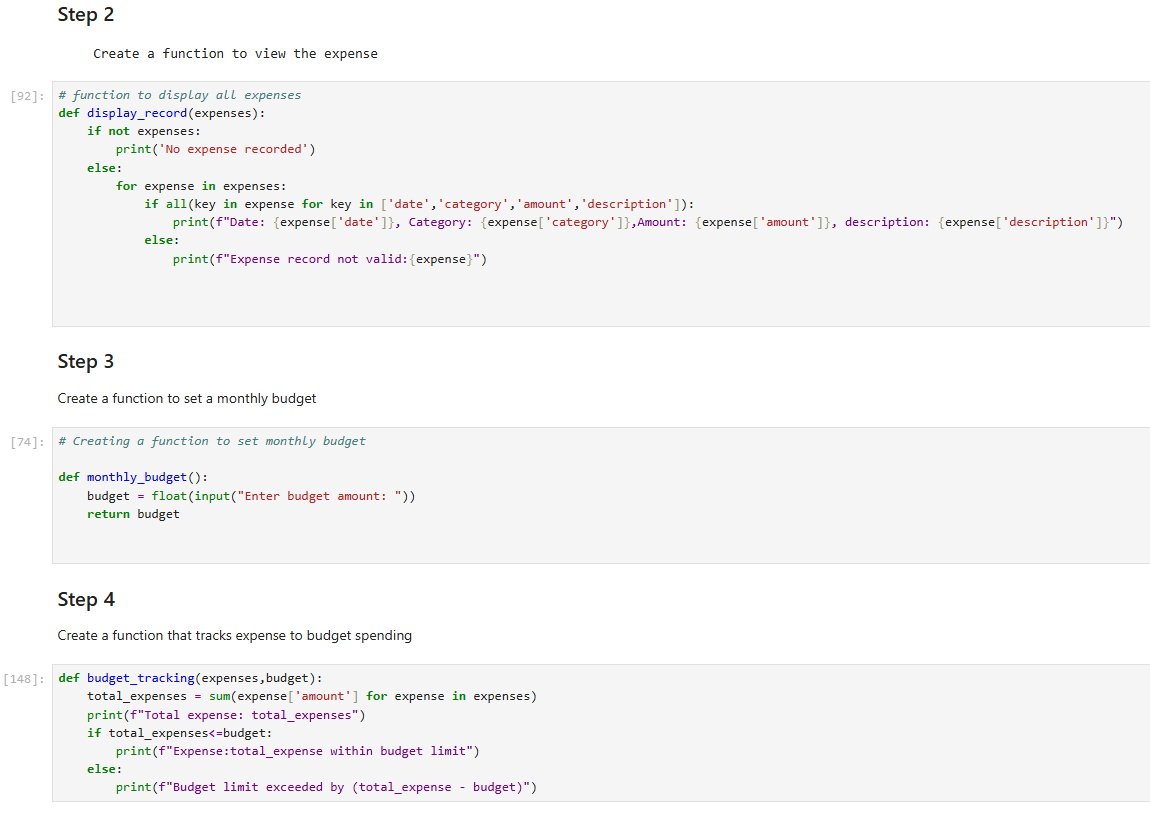 Step 2
Create a function to view the expense
[92]:
# function to display all expenses
def display_record(expenses):
    if not expenses:
        print('No expense recorded')
    else:
        for expense in expenses:
            if all(key in expense for key in ['date','category','amount','description']):
                print(f"Date: {expense['date']}, Category: {expense['category']},Amount: {expense['amount']}, description: {expense['description']}")
            else:
                print(f"Expense record not valid:{expense}")
Step 3
Create a function to set a monthly budget
[74]:
# Creating a function to set monthly budget
def monthly_budget():
    budget = float(input("Enter budget amount: "))
    return budget
Step 4
Create a function that tracks expense to budget spending
[148]:
def budget_tracking(expenses,budget):
    total_expenses = sum(expense['amount'] for expense in expenses)
    print(f"Total expense: total_expenses")
    if total_expenses<=budget:
        print(f"Expense:total_expense within budget limit")
    else:
        print(f"Budget limit exceeded by (total_expense - budget)")